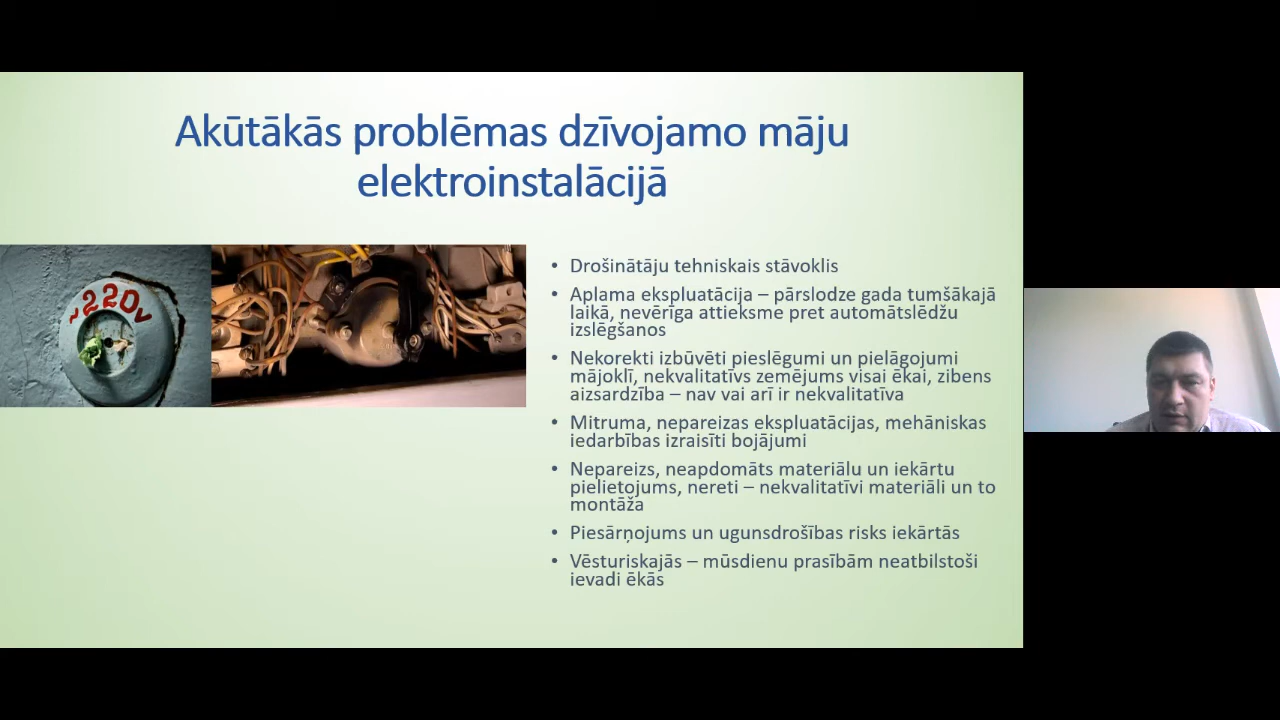 Akūtākās problēmas dzīvojamo māju
elektroinstalācijā
~220v
• Drošinātāju tehniskais stāvoklis
• Aplama ekspluatācija – pārslodze gada tumšākajā
laikā, nevērīga attieksme pret automātslēdžu
izslēgšanos
• Nekorekti izbūvēti pieslēgumi un pielāgojumi
mājoklī, nekvalitatīvs zemējums visai ēkai, zibens
aizsardzība – nav vai arī ir nekvalitatīva
• Mitruma, nepareizas ekspluatācijas, mehāniskas
iedarbības izraisīti bojājumi
• Nepareizs, neapdomāts materiālu un iekārtu
pielietojums, nereti – nekvalitatīvi materiāli un to
montāža
• Piesārņojums un ugunsdrošības risks iekārtās
• Vēsturiskajās – mūsdienu prasībām neatbilstoši
ievadi ēkās